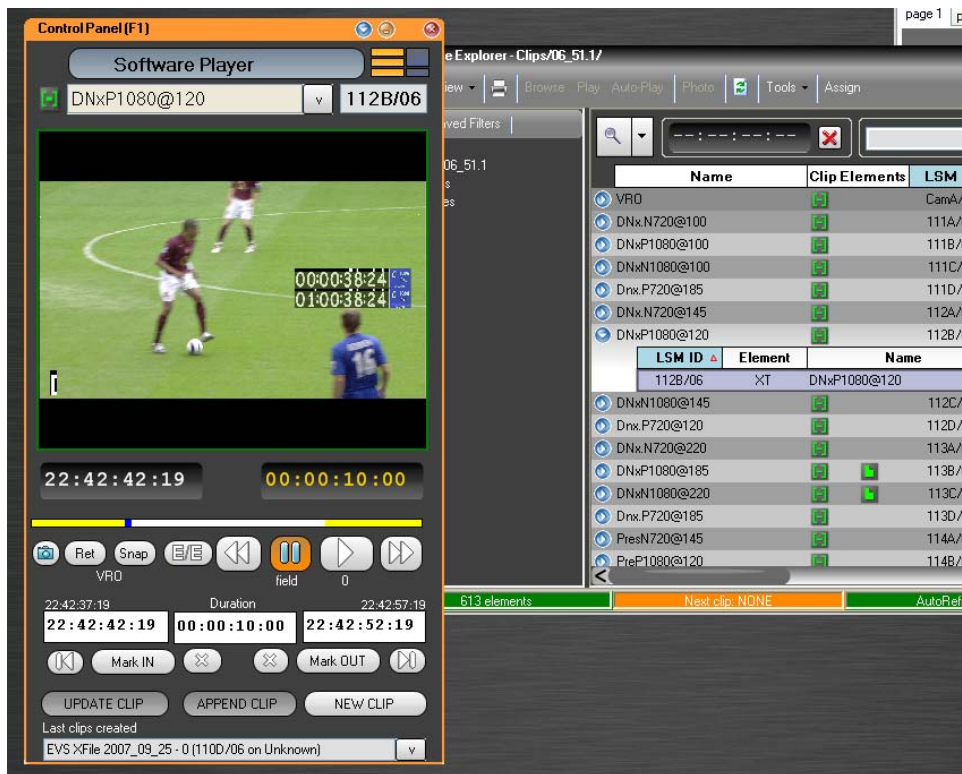 page 1
Control Panel (F1)
Software Player
DNxP1080@120 v 112B/06
00:00:38:24
01:00:38:24
16
22:42:42:19 00:00:10:00
Ret Snap E/E
VRO field 0
22:42:37:19 Duration 22:42:57:19
22:42:42:19 00:00:10:00 22:42:52:19
Mark IN Mark OUT
UPDATE CLIP APPEND CLIP NEW CLIP
Last clips created
EVS XFile 2007_09_25 - 0 (110D/06 on Unknown) v
e Explorer - Clips/06_51.1/
iew Browse Play Auto-Play Photo Tools Assign
ved Filters
06_51.1
s
es
--:--:--:--
Name Clip Elements LSM
VRO CamA/
DNx.N720@100 111A/
DNxP1080@100 111B/
DNxN1080@100 111C/
Dnx.P720@185 111D/
DNx.N720@145 112A/
DNxP1080@120 112B/
LSM ID Element Name
112B/06 XT DNxP1080@120
DNxN1080@145 112C/
Dnx.P720@120 112D/
DNx.N720@220 113A/
DNxP1080@185 113B/
DNxN1080@220 113C/
Dnx.P720@185 113D/
PresN720@145 114A/
PreP1080@120 114B/
613 elements Next clip: NONE AutoRef